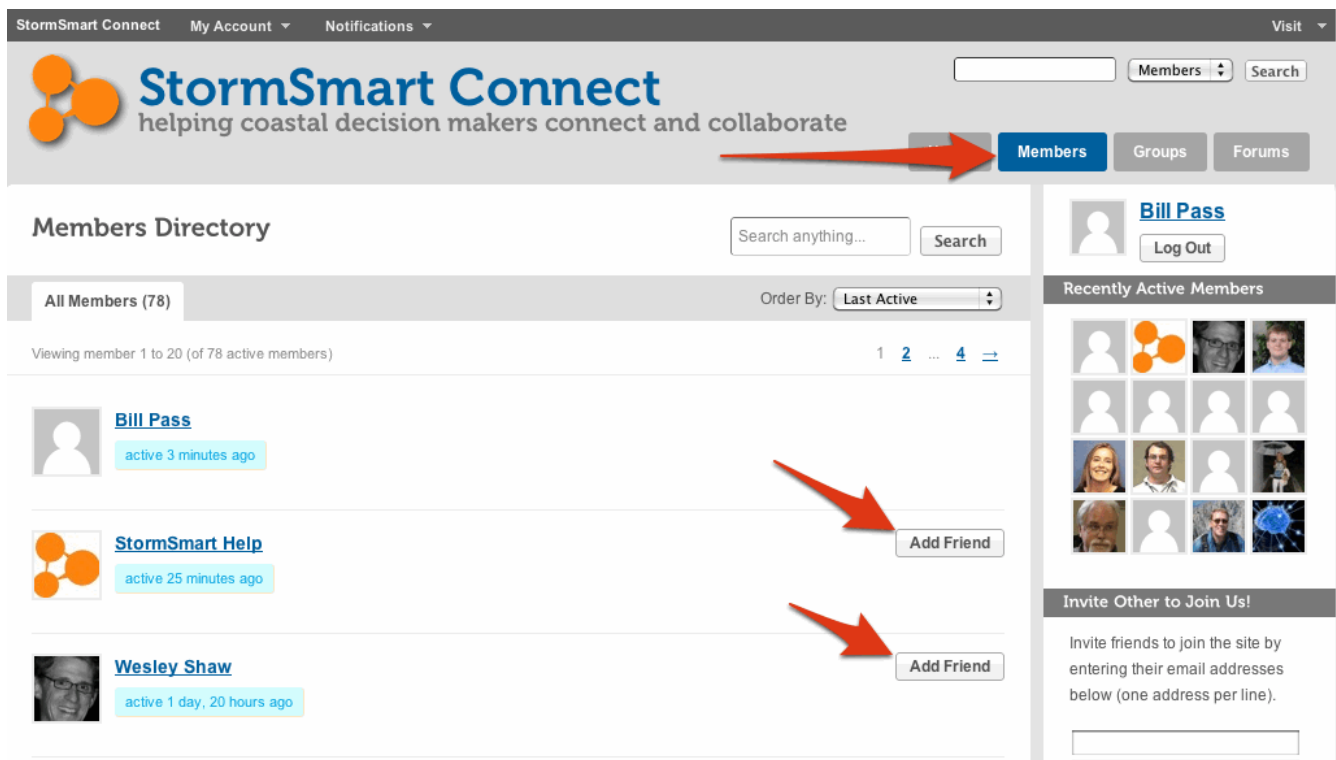 StormSmart Connect My Account Notifications Visit
StormSmart Connect
helping coastal decision makers connect and collaborate
Members Search
Members Groups Forums
Members Directory
Search anything... Search
Bill Pass
Log Out
All Members (78)
Order By: Last Active
Recently Active Members
Viewing member 1 to 20 (of 78 active members)
1 2 ... 4 →
Bill Pass
active 3 minutes ago
StormSmart Help
active 25 minutes ago
Add Friend
Wesley Shaw
active 1 day, 20 hours ago
Add Friend
Invite Other to Join Us!
Invite friends to join the site by
entering their email addresses
below (one address per line).